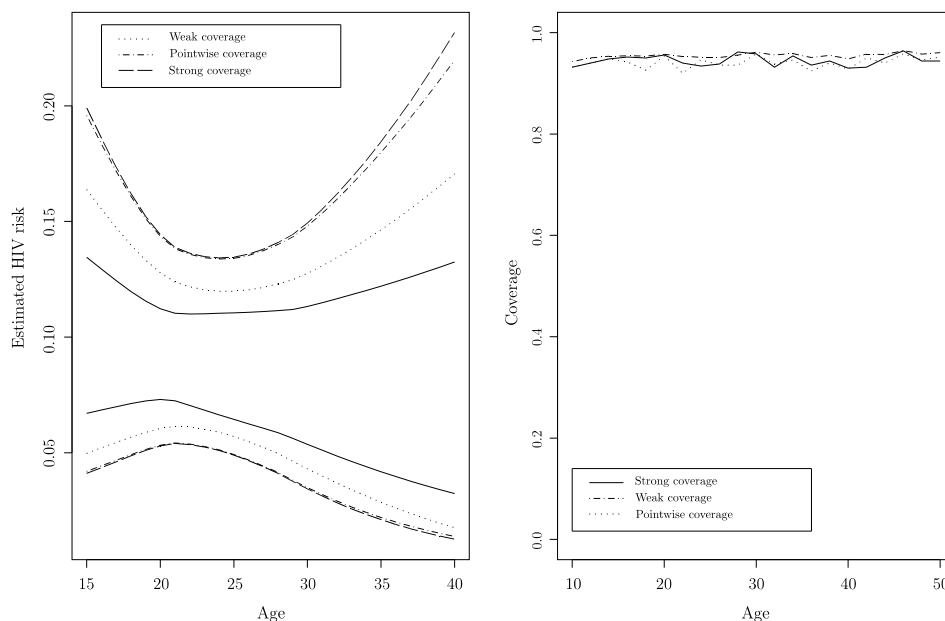 Weak coverage
Pointwise coverage
Strong coverage
Estimated HIV risk
0.20
0.15
0.10
0.05
15 20 25 30 35 40
Age
Coverage
1.0
0.8
0.6
0.4
0.2
0.0
Strong coverage
Weak coverage
Pointwise coverage
10 20 30 40 50
Age